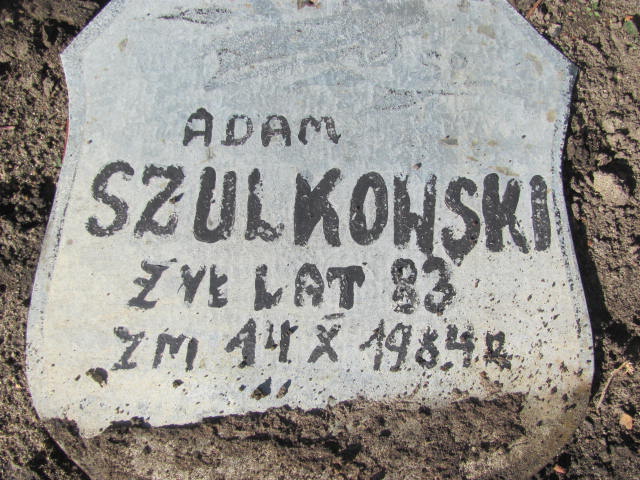 ADAM
SZULKOWSKI
ŻYŁ LAT 83
ZM 14 X 1984 R